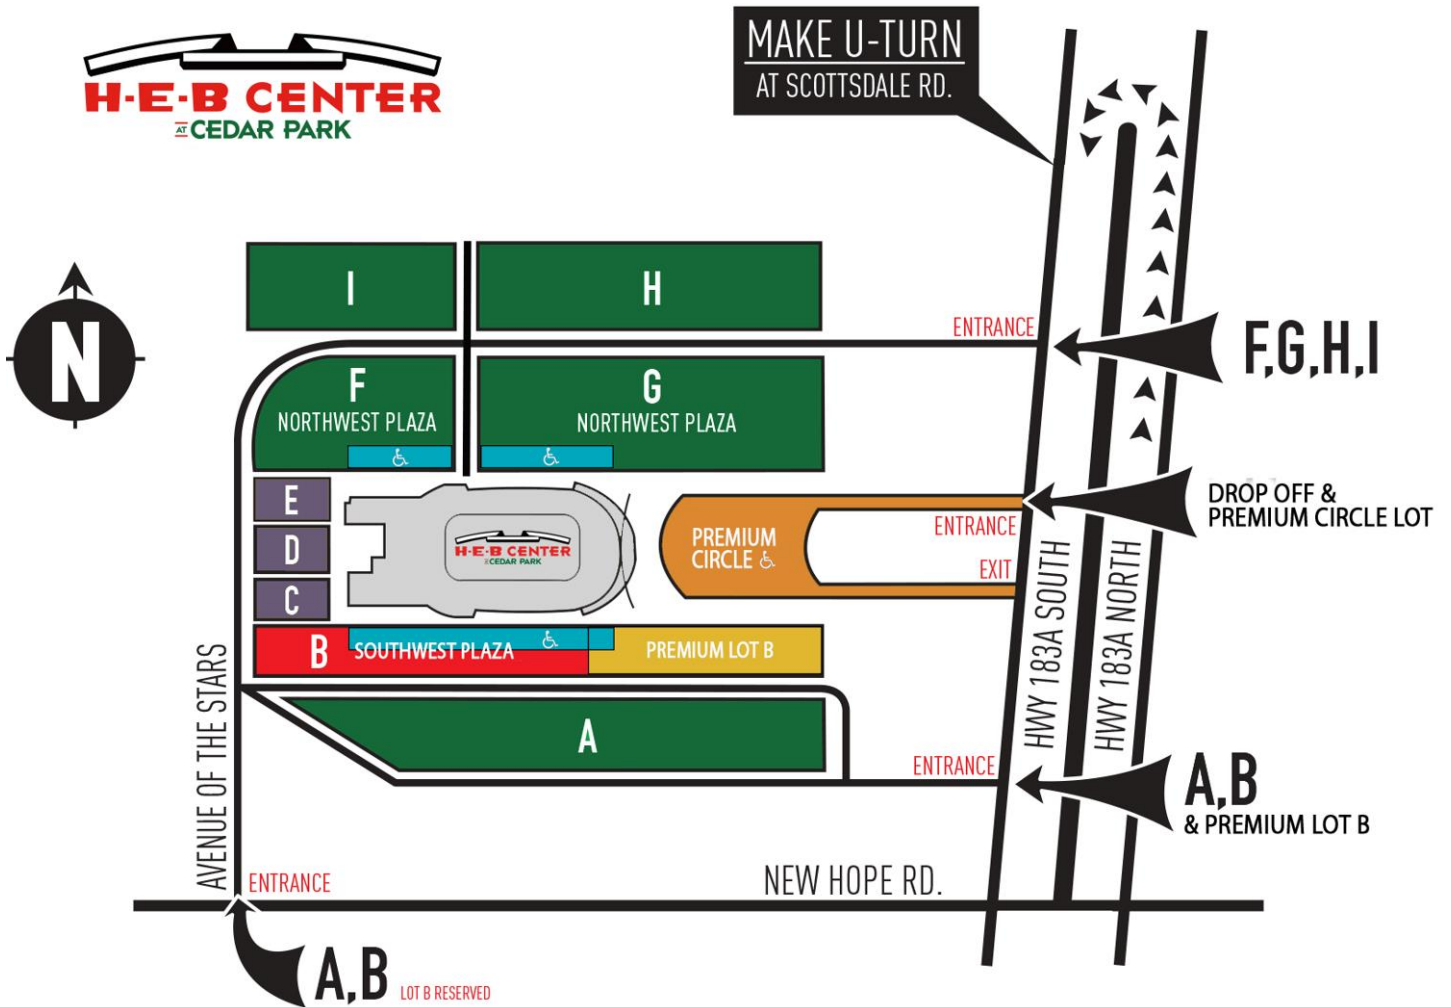 MAKE U-TURN
AT SCOTTSDALE RD.
H-E-B CENTER
AT CEDAR PARK
I
H
ENTRANCE
F,G,H,I
N
F
NORTHWEST PLAZA
G
NORTHWEST PLAZA
E
D
C
H-E-B CENTER
AT CEDAR PARK
PREMIUM
CIRCLE
ENTRANCE
EXIT
DROP OFF &
PREMIUM CIRCLE LOT
HWY 183A SOUTH
HWY 183A NORTH
B
SOUTHWEST PLAZA
PREMIUM LOT B
A
ENTRANCE
A,B
& PREMIUM LOT B
AVENUE OF THE STARS
ENTRANCE
NEW HOPE RD.
A,B
LOT B RESERVED